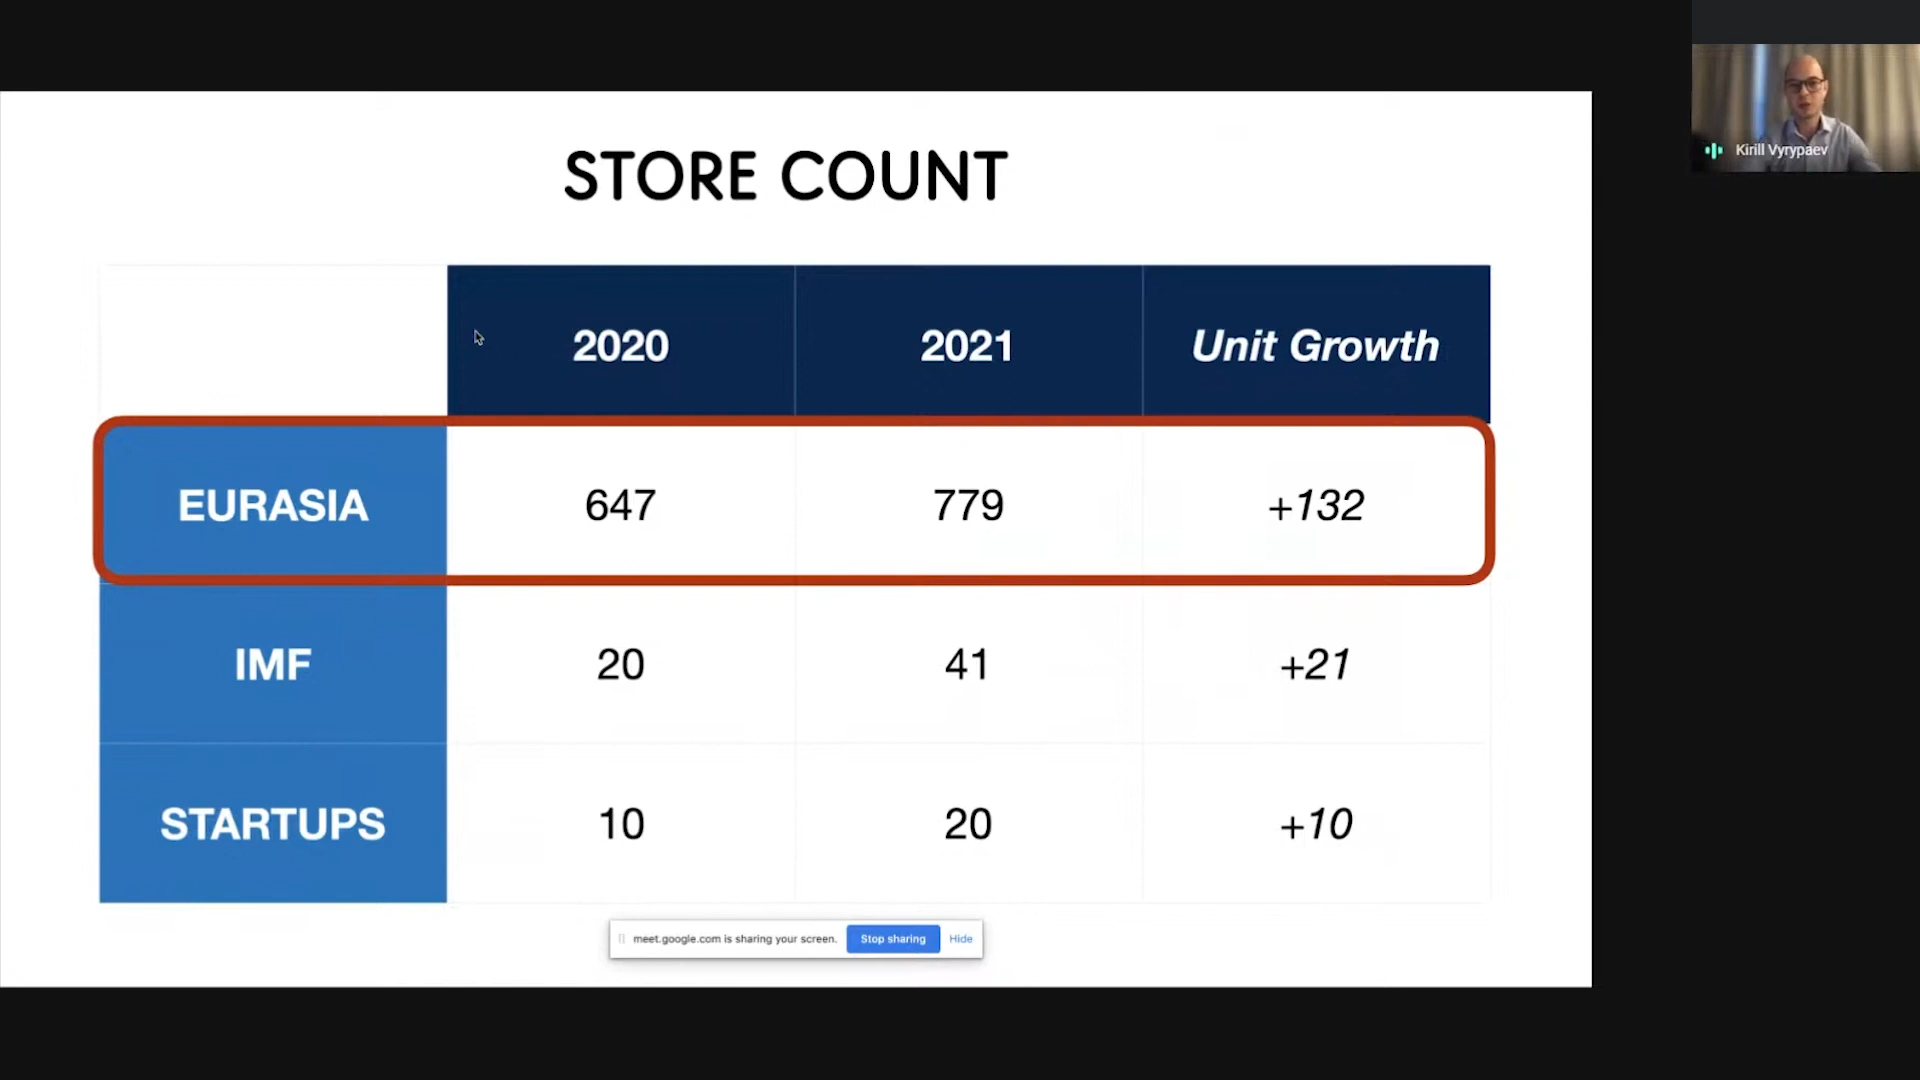 STORE COUNT
2020 2021 Unit Growth
EURASIA 647 779 +132
IMF 20 41 +21
STARTUPS 10 20 +10
meet.google.com is sharing your screen. Stop sharing Hide
Kirill Vyrypaev